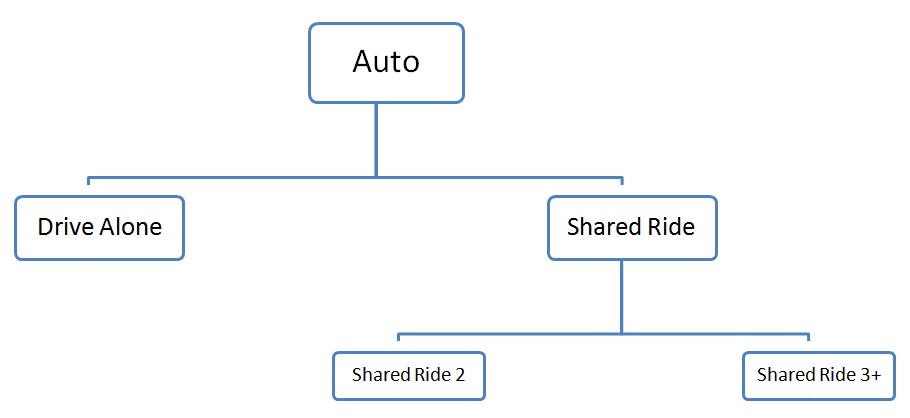 Auto
Drive Alone
Shared Ride
Shared Ride 2
Shared Ride 3+